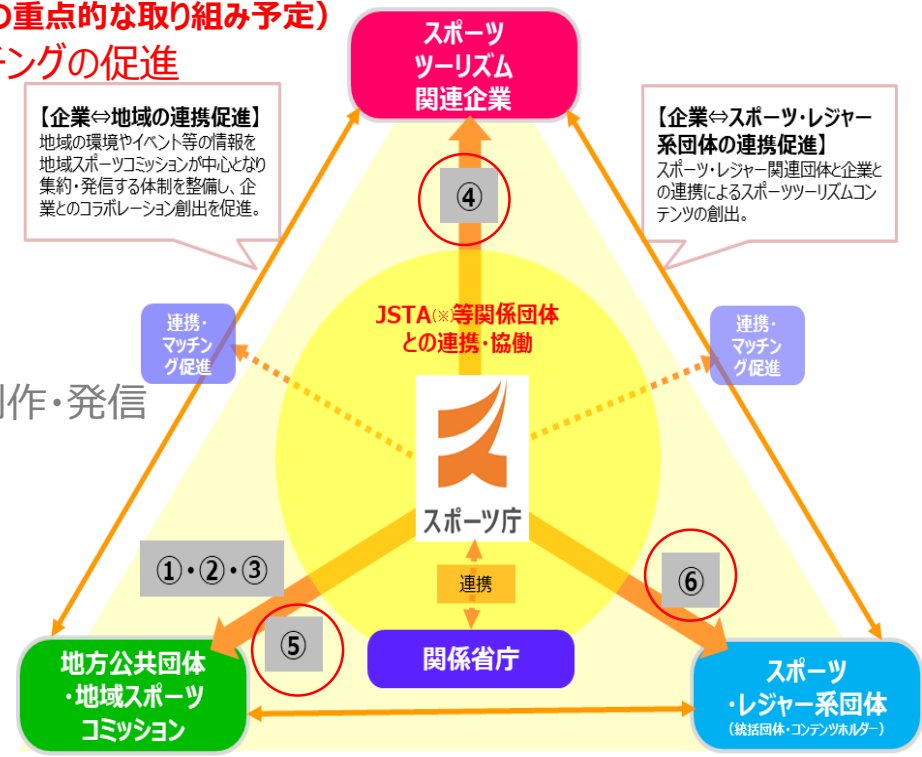 の重点的な取り組み予定）
チングの促進
スポーツ
ツーリズム
関連企業
【企業⇔地域の連携促進】
地域の環境やイベント等の情報を
地域スポーツコミッションが中心となり
集約・発信する体制を整備し、企
業とのコラボレーション創出を促進。
【企業⇔スポーツ・レジャー
系団体の連携促進】
スポーツ・レジャー関連団体と企業と
の連携によるスポーツツーリズムコン
テンツの創出。
④
JSTA(※)等関係団体
との連携・協働
連携・
マッチン
グ促進
連携・
マッチン
グ促進
作・発信
スポーツ庁
①・②・③
連携
⑥
⑤
関係省庁
地方公共団体
・地域スポーツ
コミッション
スポーツ
・レジャー系団体
（統括団体・コンテンツホルダー）